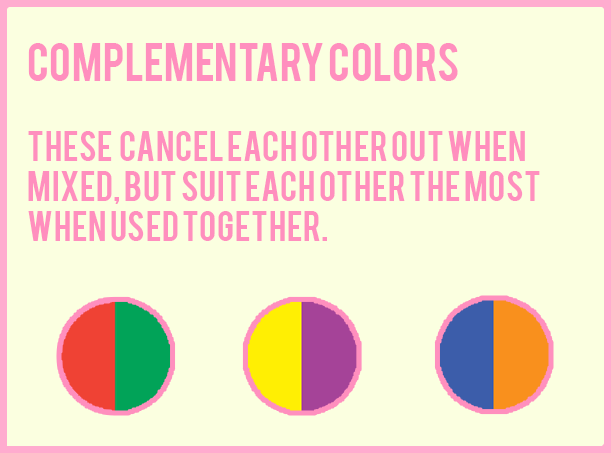 COMPLEMENTARY COLORS
THESE CANCEL EACH OTHER OUT WHEN
MIXED, BUT SUIT EACH OTHER THE MOST
WHEN USED TOGETHER.